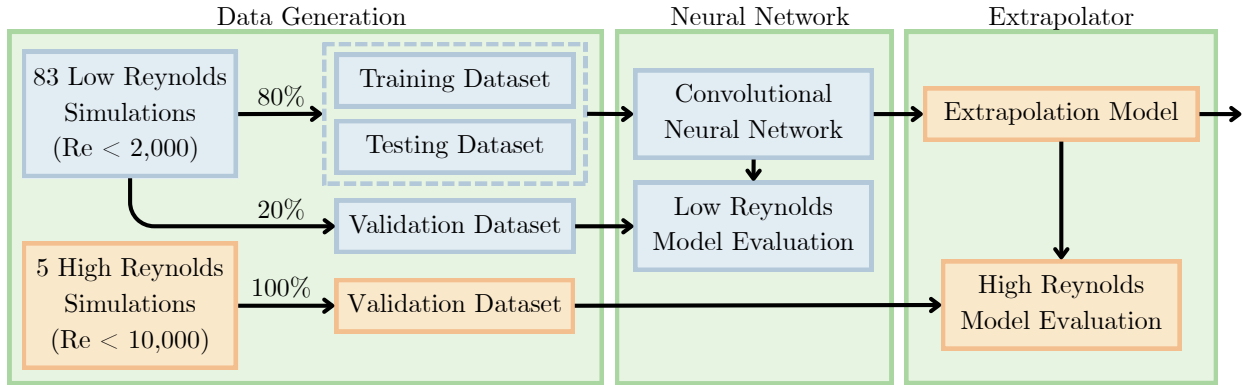 Data Generation
83 Low Reynolds
Simulations
(Re < 2,000)
80%
Training Dataset
Testing Dataset
20%
Validation Dataset
5 High Reynolds
Simulations
(Re < 10,000)
100%
Validation Dataset
Neural Network
Convolutional
Neural Network
Low Reynolds
Model Evaluation
Extrapolator
Extrapolation Model
High Reynolds
Model Evaluation